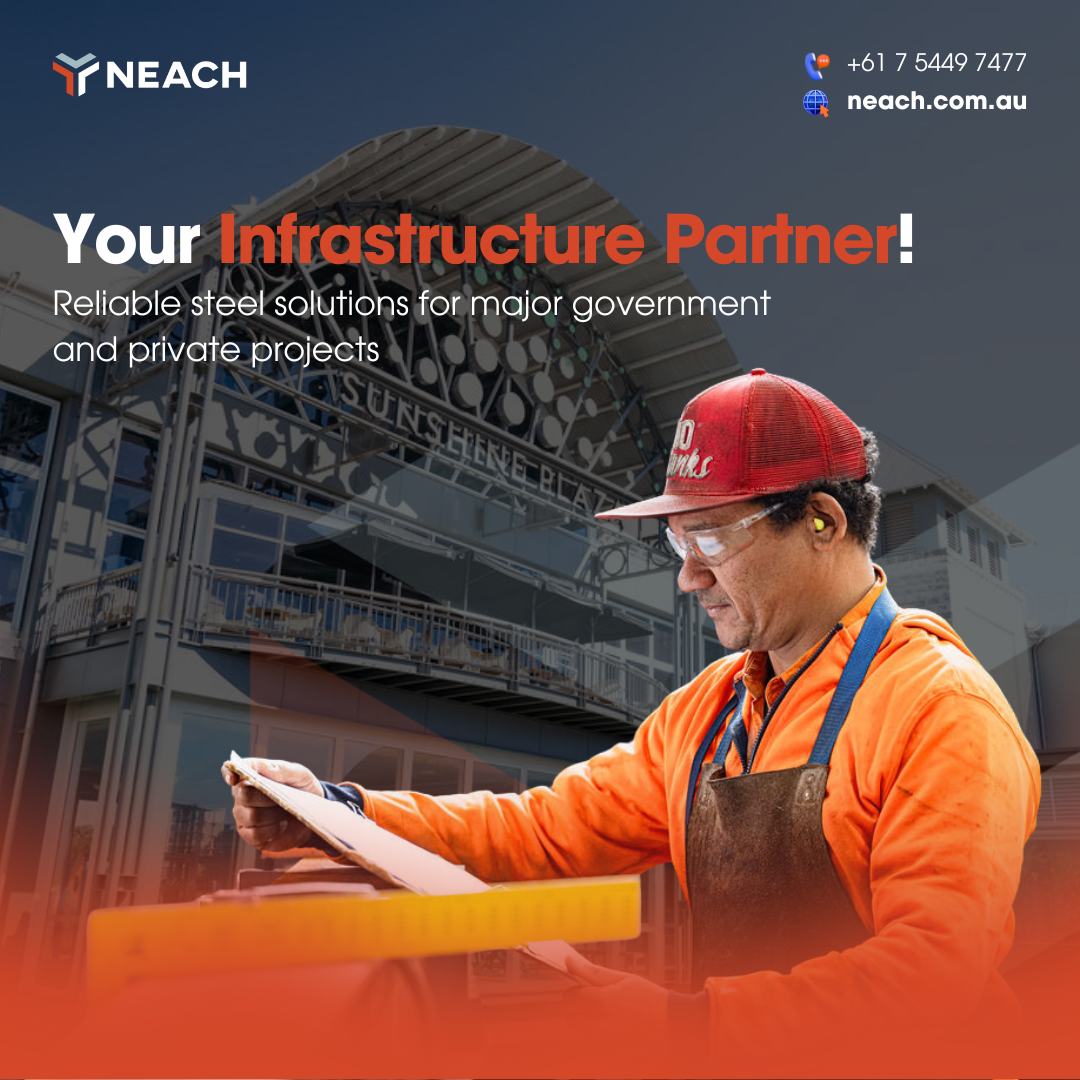 NEACH
+61 7 5449 7477
neach.com.au
Your Infrastructure Partner!
Reliable steel solutions for major government
and private projects
SUNSHINE PLAZA